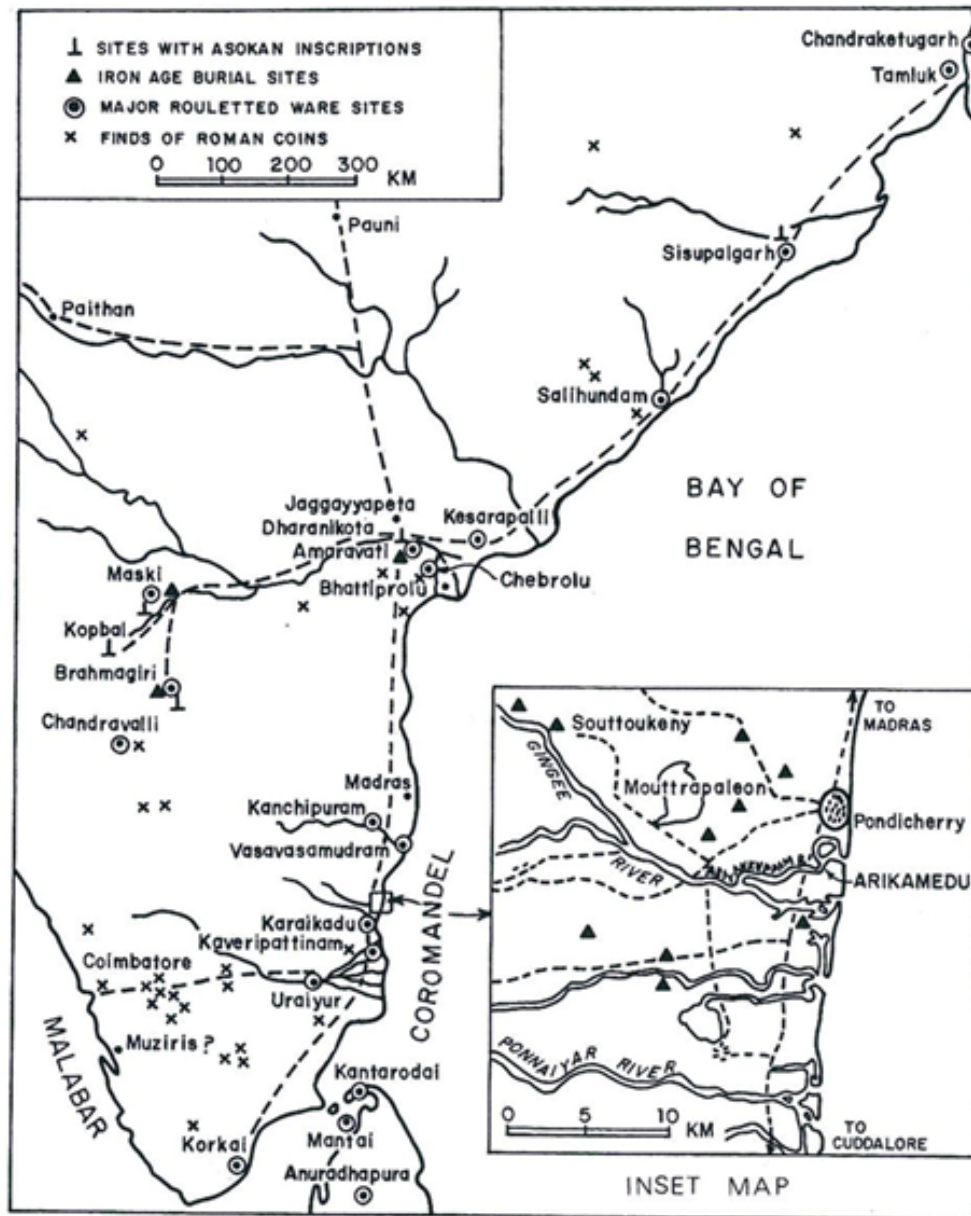 SITES WITH ASOKAN INSCRIPTIONS
IRON AGE BURIAL SITES
MAJOR ROULETTED WARE SITES
FINDS OF ROMAN COINS
0 100 200 300
KM
Chandraketugarh
Tamluk
Pauni
Sisupalgarh
Paithan
Salihundam
BAY OF
BENGAL
Jaggayyapeta
Kesarapalli
Dharanikota
Amaravati
Maski
Bhattiprolu
Chebrolu
Kopbal
Brahmagiri
Chandravalli
Madras
Kanchipuram
Vasavasamudram
COROMANDEL
Karaikadu
Kaveripattinam
Coimbatore
Uraiyur
MALABAR
Muziris?
Kantarodai
Korkai
Mantai
Anuradhapura
TO
MADRAS
Souttoukeny
GINGEE
RIVER
Mouttrapaleon
Pondicherry
ARIKAMEDU
PONNAIYAR RIVER
0 5 10
KM
TO
CUDDALORE
INSET MAP